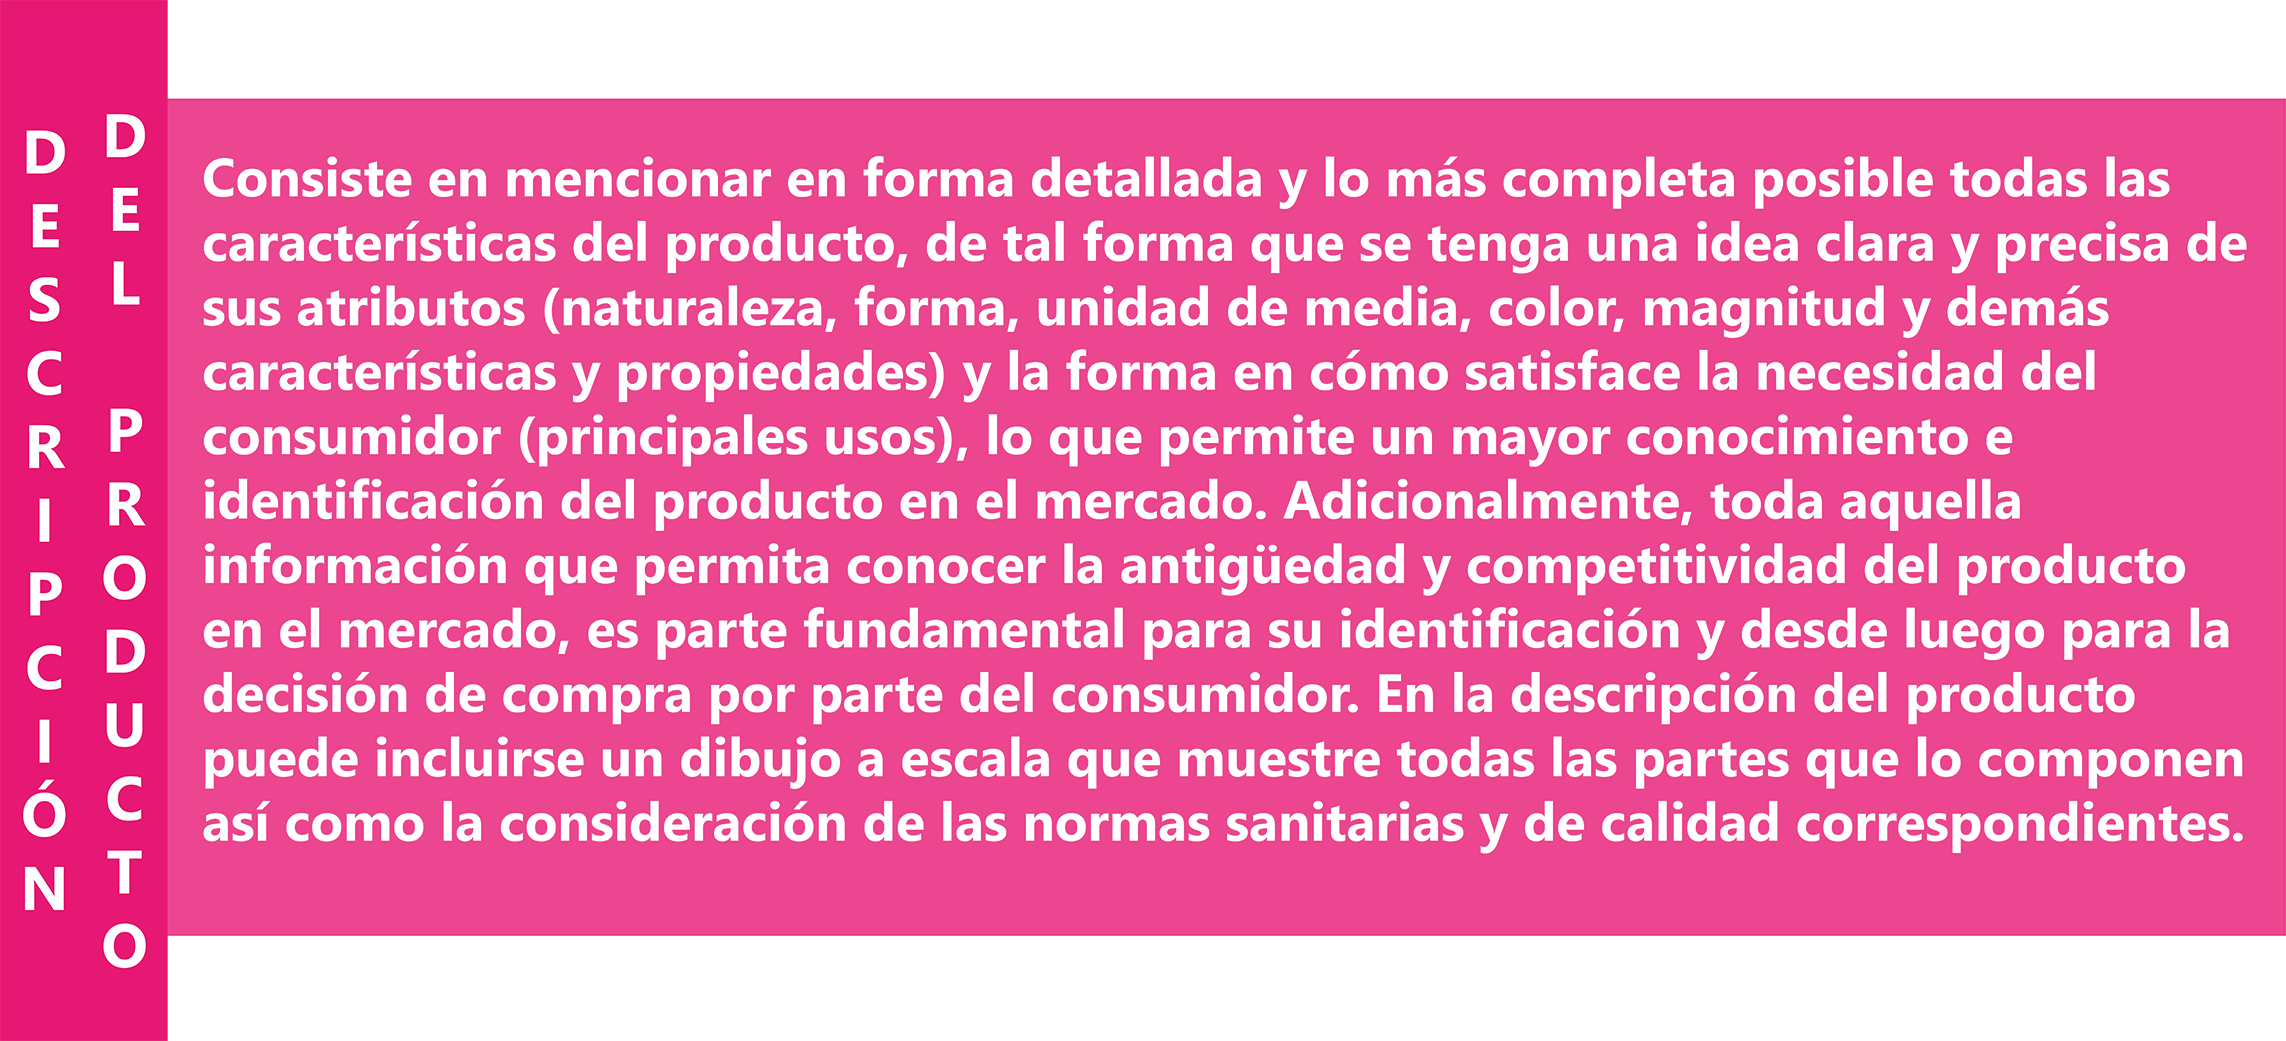 DESCRIPCIÓN
DEL PRODUCTO
Consiste en mencionar en forma detallada y lo más completa posible todas las
características del producto, de tal forma que se tenga una idea clara y precisa de
sus atributos (naturaleza, forma, unidad de media, color, magnitud y demás
características y propiedades) y la forma en cómo satisface la necesidad del
consumidor (principales usos), lo que permite un mayor conocimiento e
identificación del producto en el mercado. Adicionalmente, toda aquella
información que permita conocer la antigüedad y competitividad del producto
en el mercado, es parte fundamental para su identificación y desde luego para la
decisión de compra por parte del consumidor. En la descripción del producto
puede incluirse un dibujo a escala que muestre todas las partes que lo componen
así como la consideración de las normas sanitarias y de calidad correspondientes.